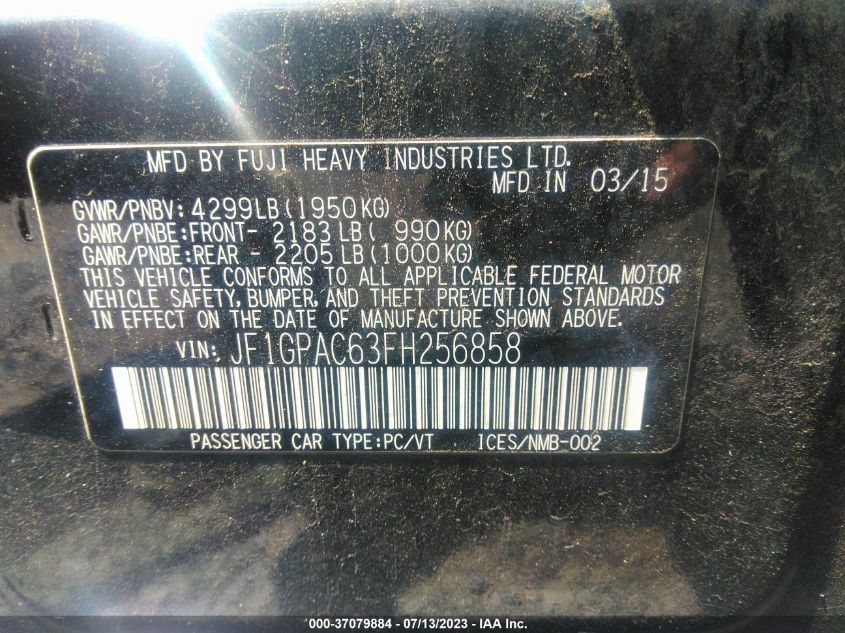 MFD BY FUJI HEAVY INDUSTRIES LTD.
MFD IN 03/15
GVWR/PNBV: 4299LB (1950KG)
GAWR/PNBE:FRONT- 2183 LB ( 990KG)
GAWR/PNBE:REAR - 2205 LB (1000KG)
THIS VEHICLE CONFORMS TO ALL APPLICABLE FEDERAL MOTOR
VEHICLE SAFETY, BUMPER, AND THEFT PREVENTION STANDARDS
IN EFFECT ON THE DATE OF MANUFACTURE SHOWN ABOVE.
VIN: JF1GPAC63FH256858
PASSENGER CAR TYPE:PC/VT ICES/NMB-002
000-37079884 / 07/13/2023 - IAA Inc.